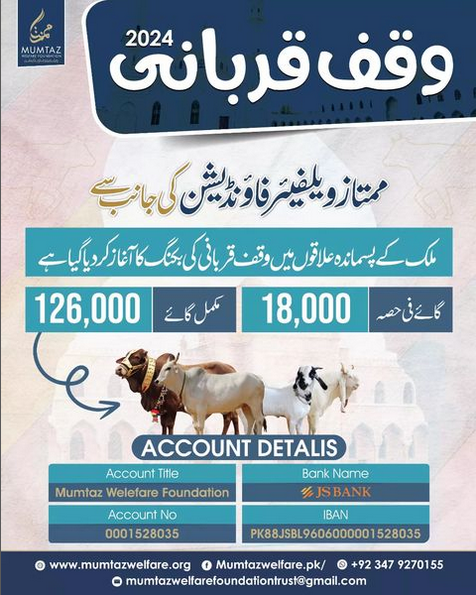 MUMTAZ
WELFARE FOUNDATION
2024
وقف قربانی
ممتاز ویلفیئر فاؤنڈیشن کی جانب سے
ملک کے پسماندہ علاقوں میں وقف قربانی کی بکنگ کا آغاز کر دیا گیا ہے
گائے فی حصہ 18,000
مکمل گائے 126,000
ACCOUNT DETALIS
Account Title
Mumtaz Welefare Foundation
Bank Name
JS BANK
Account No
0001528035
IBAN
PK88JSBL9606000001528035
www.mumtazwelfare.org Mumtazwelfare.pk/ +92 347 9270155
mumtazwelfarefoundationtrust@gmail.com